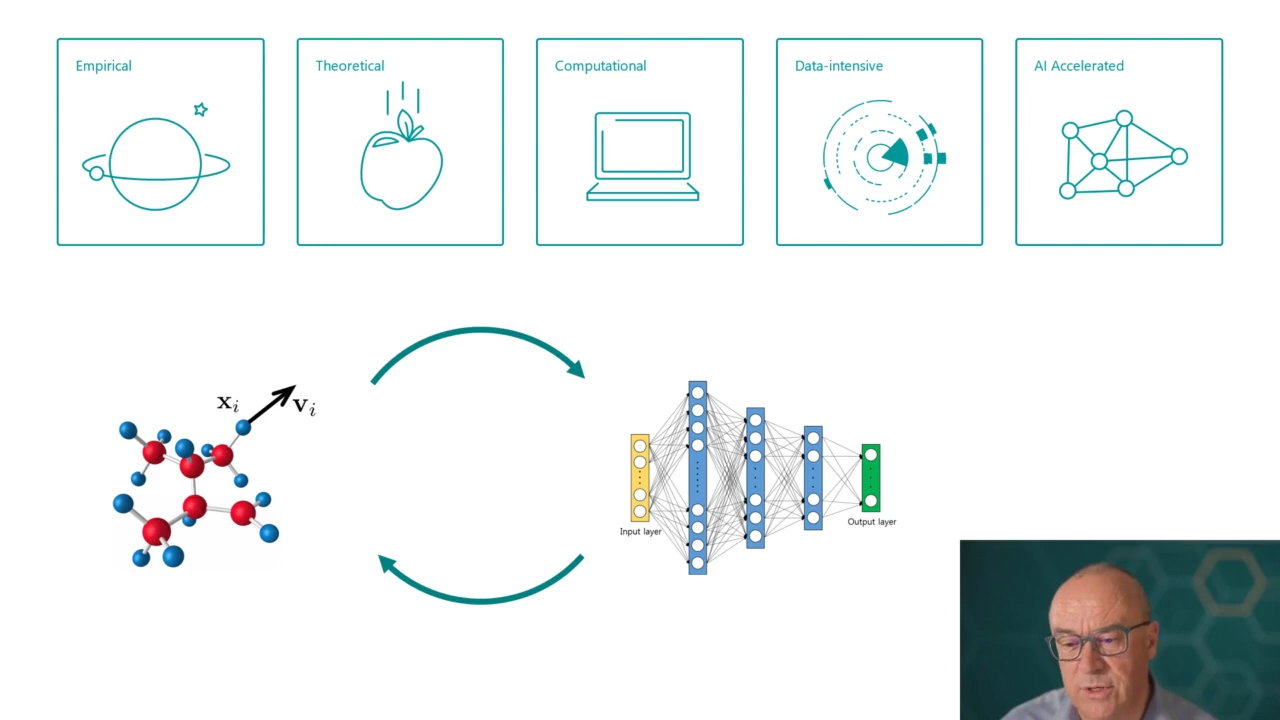 Empirical
Theoretical
Computational
Data-intensive
AI Accelerated
𝐱ᵢ
𝐯ᵢ
Input layer
Output layer